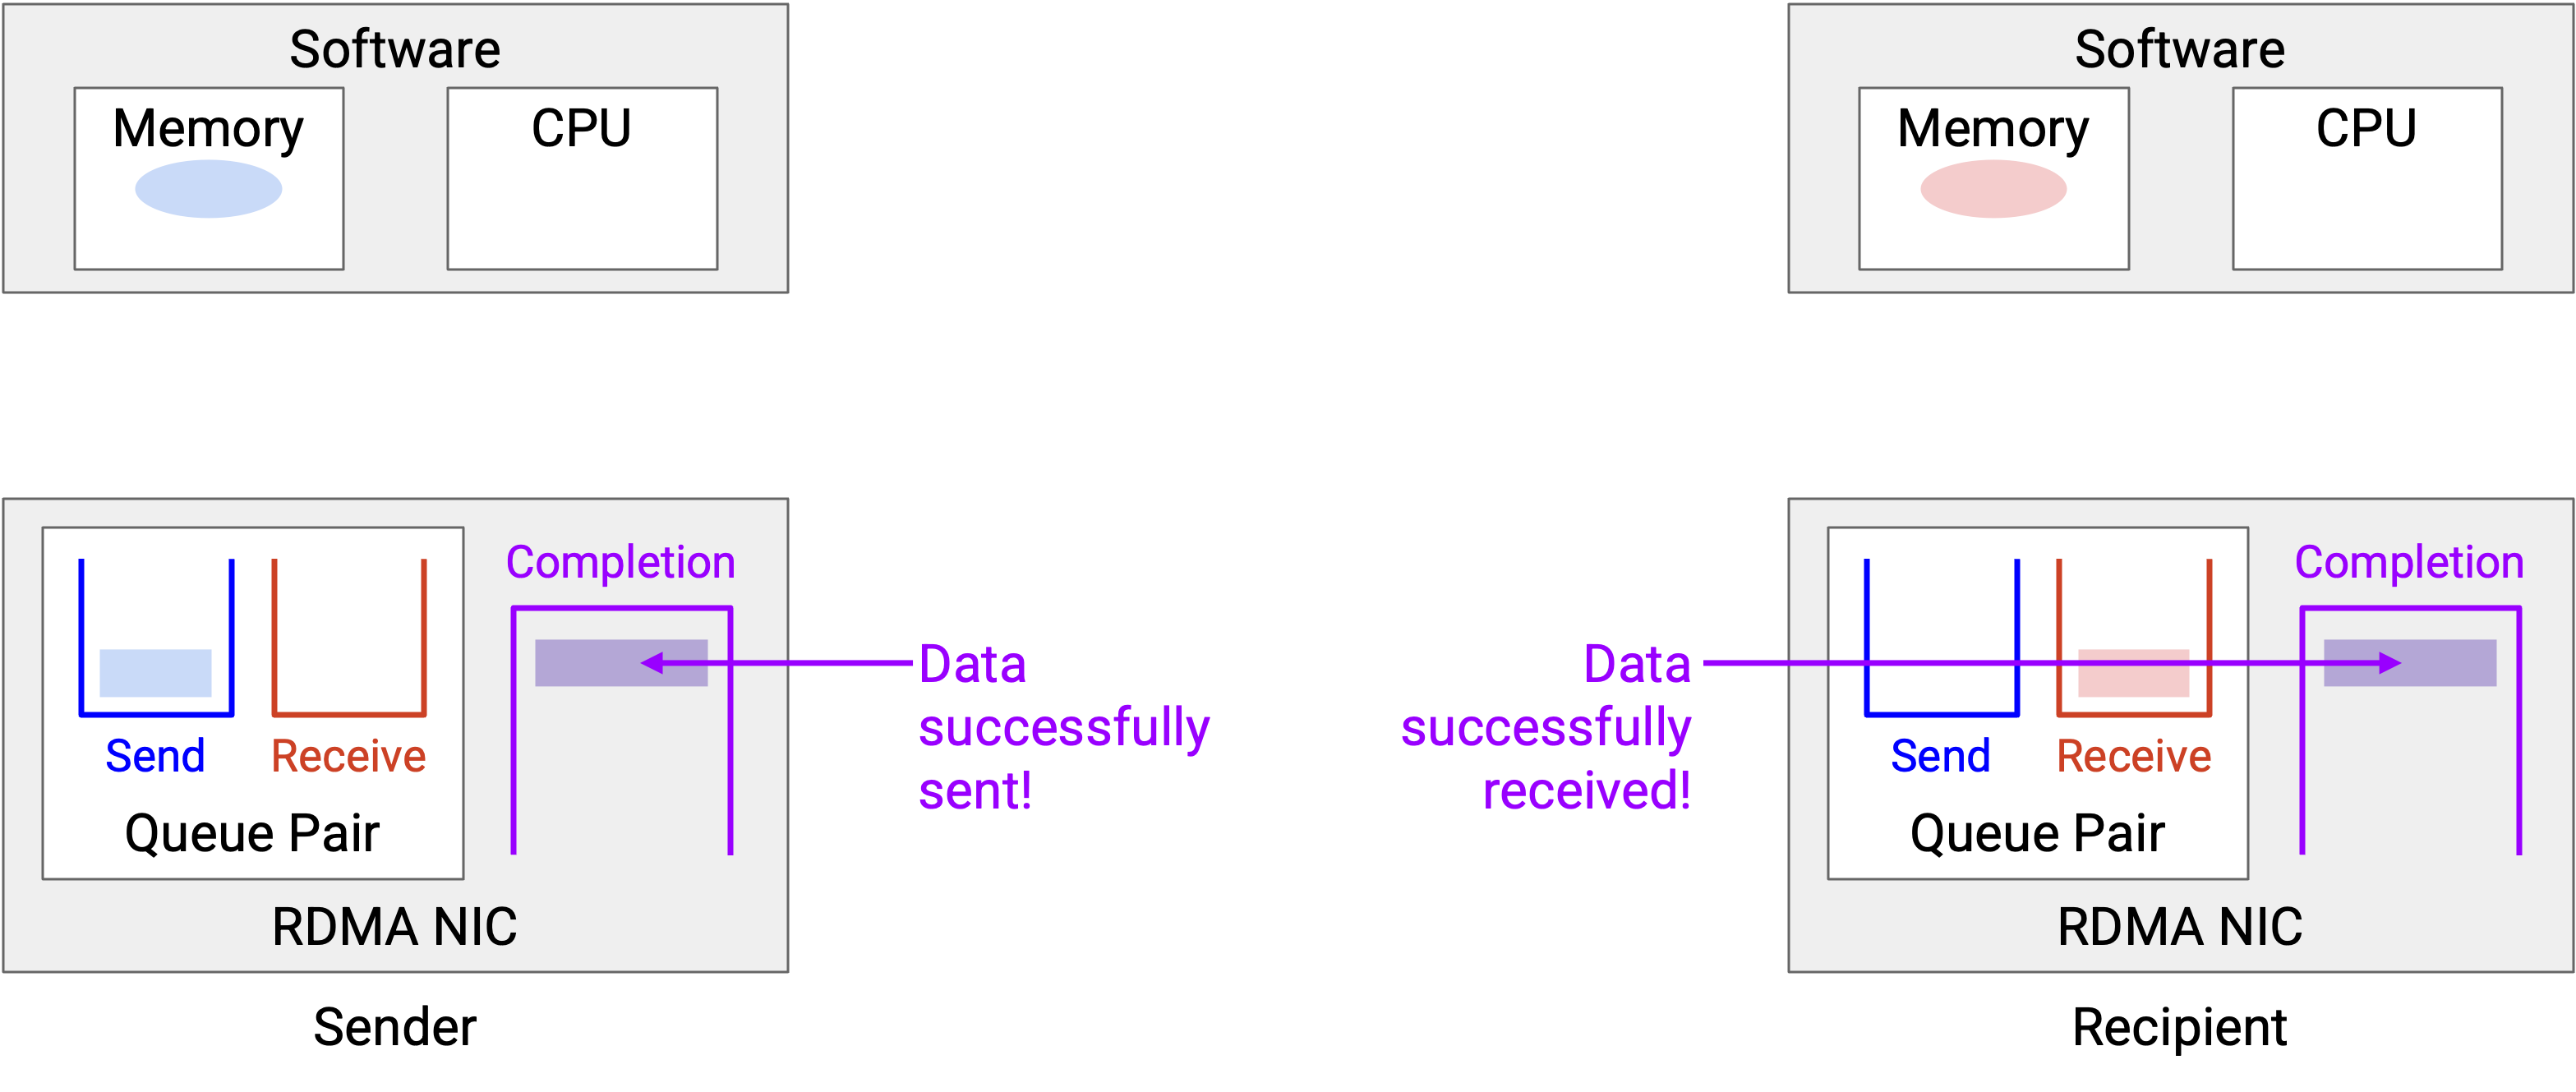 Software
Memory
CPU
Completion
Send
Receive
Queue Pair
RDMA NIC
Sender
Data
successfully
sent!
Data
successfully
received!
Software
Memory
CPU
Completion
Send
Receive
Queue Pair
RDMA NIC
Recipient